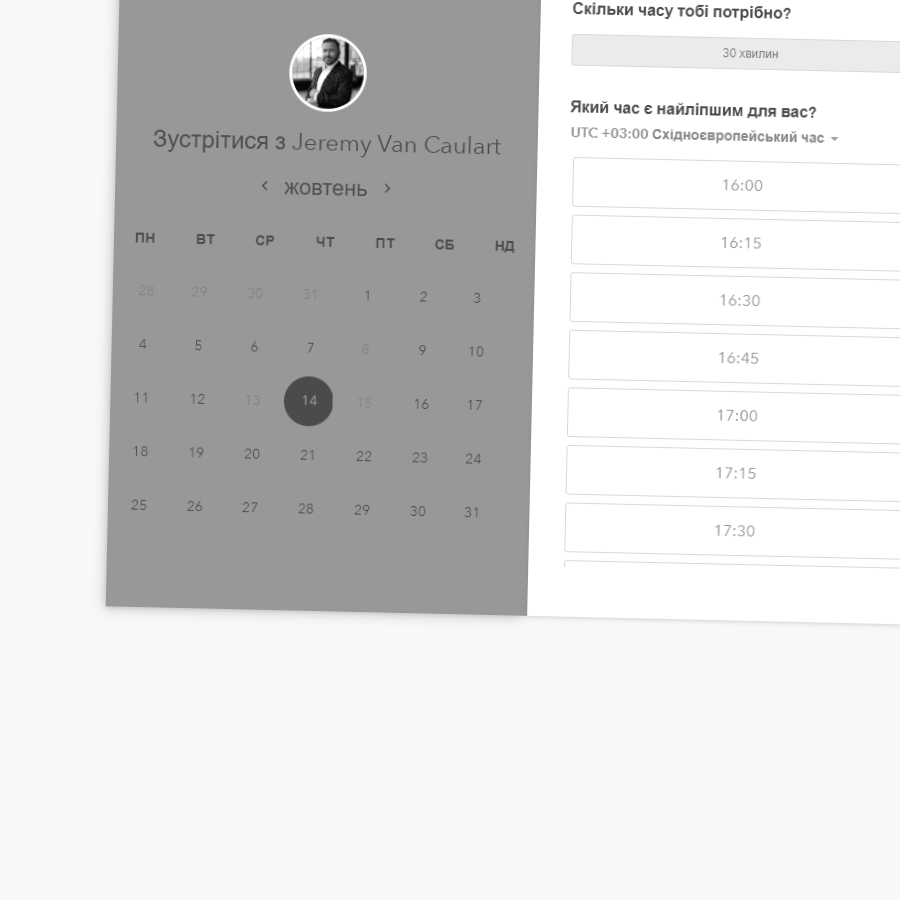 Зустрітися з Jeremy Van Caulart
жовтень
ПН ВТ СР ЧТ ПТ СБ НД
28 29 30 31 1 2 3
4 5 6 7 8 9 10
11 12 13 14 15 16 17
18 19 20 21 22 23 24
25 26 27 28 29 30 31
Скільки часу тобі потрібно?
30 хвилин
Який час є найліпшим для вас?
UTC +03:00 Східноєвропейський час
16:00
16:15
16:30
16:45
17:00
17:15
17:30